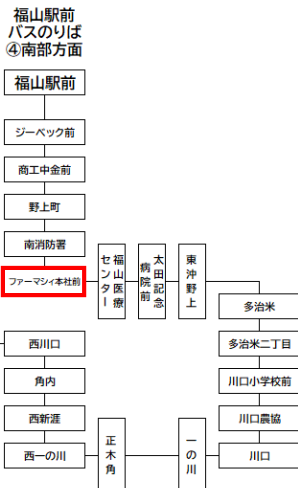 福山駅前
バスのりば
④南部方面
福山駅前
ジーベック前
商工中金前
野上町
南消防署
ファーマシィ本社前
福山医療
センター
太田記念
病院前
東沖野上
多治米
多治米二丁目
川口小学校前
川口農協
川口
一の川
正木角
西一の川
西新涯
角内
西川口